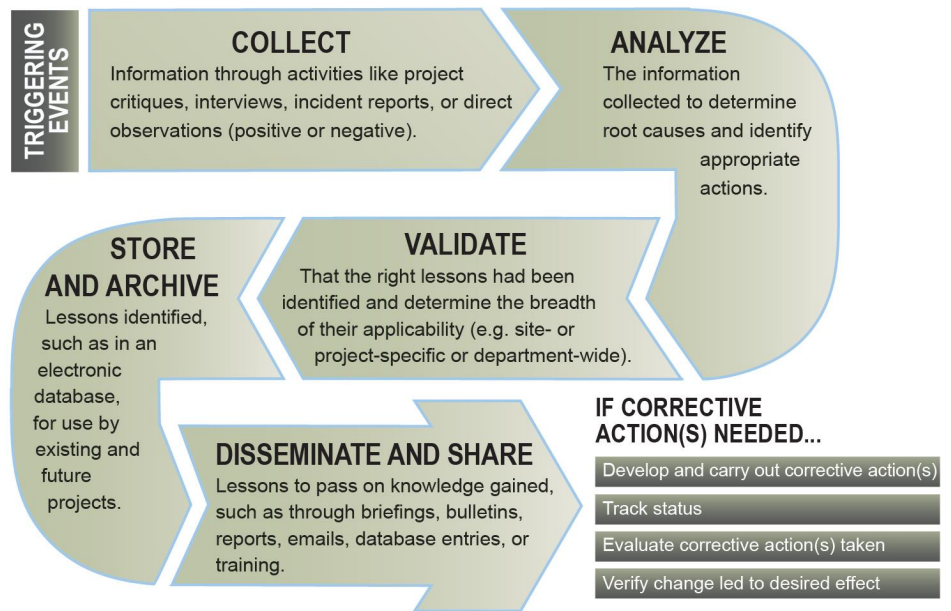 TRIGGERING
EVENTS
COLLECT
Information through activities like project
critiques, interviews, incident reports, or direct
observations (positive or negative).
ANALYZE
The information
collected to determine
root causes and identify
appropriate
actions.
VALIDATE
That the right lessons had been
identified and determine the breadth
of their applicability (e.g. site- or
project-specific or department-wide).
STORE
AND ARCHIVE
Lessons identified,
such as in an
electronic
database,
for use by
existing and
future
projects.
DISSEMINATE AND SHARE
Lessons to pass on knowledge gained,
such as through briefings, bulletins,
reports, emails, database entries, or
training.
IF CORRECTIVE
ACTION(S) NEEDED...
Develop and carry out corrective action(s)
Track status
Evaluate corrective action(s) taken
Verify change led to desired effect